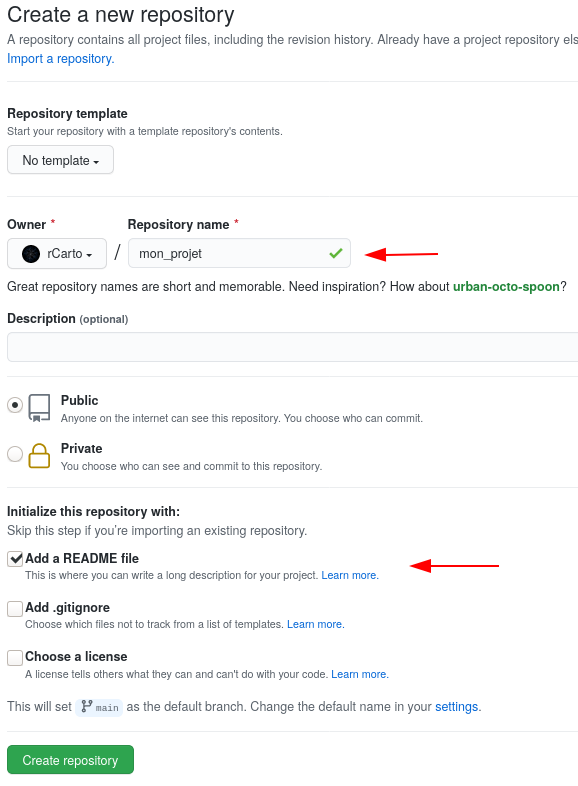 Create a new repository
A repository contains all project files, including the revision history. Already have a project repository els
Import a repository.
Repository template
Start your repository with a template repository's contents.
No template
Owner *
Repository name *
rCarto / mon_projet
Great repository names are short and memorable. Need inspiration? How about urban-octo-spoon?
Description (optional)
Public
Anyone on the internet can see this repository. You choose who can commit.
Private
You choose who can see and commit to this repository.
Initialize this repository with:
Skip this step if you're importing an existing repository.
Add a README file
This is where you can write a long description for your project. Learn more.
Add .gitignore
Choose which files not to track from a list of templates. Learn more.
Choose a license
A license tells others what they can and can't do with your code. Learn more.
This will set main as the default branch. Change the default name in your settings.
Create repository